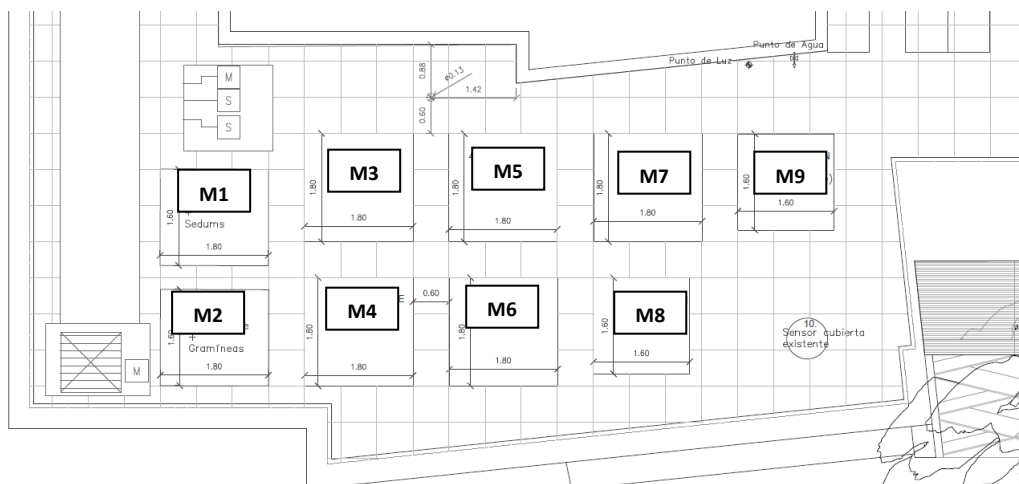 Punto de Agua
Punto de Luz
0.88
ø0.13
1.42
0.60
M
S
S
M1
1.60
Sedums
1.80
M3
1.80
1.80
M5
1.80
1.80
M7
1.80
1.80
M9
1.60
1.60
M2
1.60
+
Gramíneas
1.80
M4
1.80
1.80
0.60
M6
1.80
1.80
M8
1.60
1.60
10.
Sensor cubierta
existente
M